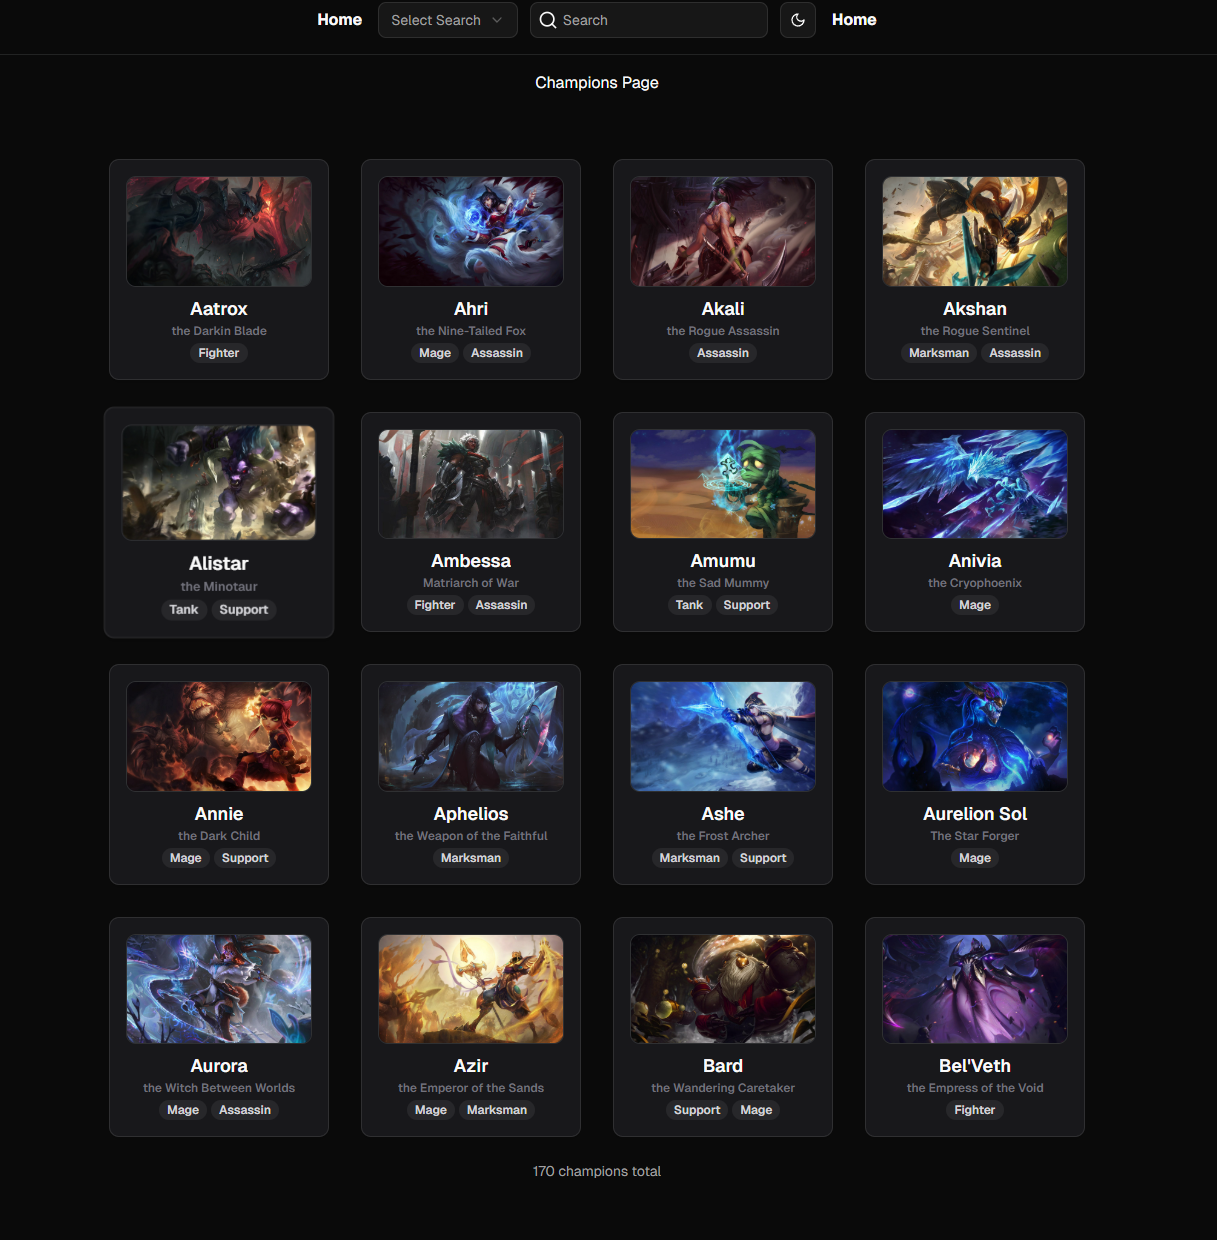 Home Select Search Search Home
Champions Page
Aatrox
the Darkin Blade
Fighter
Ahri
the Nine-Tailed Fox
Mage Assassin
Akali
the Rogue Assassin
Assassin
Akshan
the Rogue Sentinel
Marksman Assassin
Alistar
the Minotaur
Tank Support
Ambessa
Matriarch of War
Fighter Assassin
Amumu
the Sad Mummy
Tank Support
Anivia
the Cryophoenix
Mage
Annie
the Dark Child
Mage Support
Aphelios
the Weapon of the Faithful
Marksman
Ashe
the Frost Archer
Marksman Support
Aurelion Sol
The Star Forger
Mage
Aurora
the Witch Between Worlds
Mage Assassin
Azir
the Emperor of the Sands
Mage Marksman
Bard
the Wandering Caretaker
Support Mage
Bel'Veth
the Empress of the Void
Fighter
170 champions total